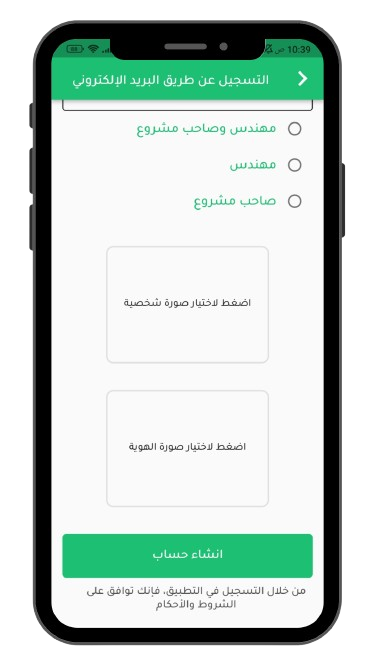 10:39 ص
التسجيل عن طريق البريد الإلكتروني
مهندس وصاحب مشروع
مهندس
صاحب مشروع
اضغط لاختيار صورة شخصية
اضغط لاختيار صورة الهوية
انشاء حساب
من خلال التسجيل في التطبيق، فإنك توافق على
الشروط والأحكام